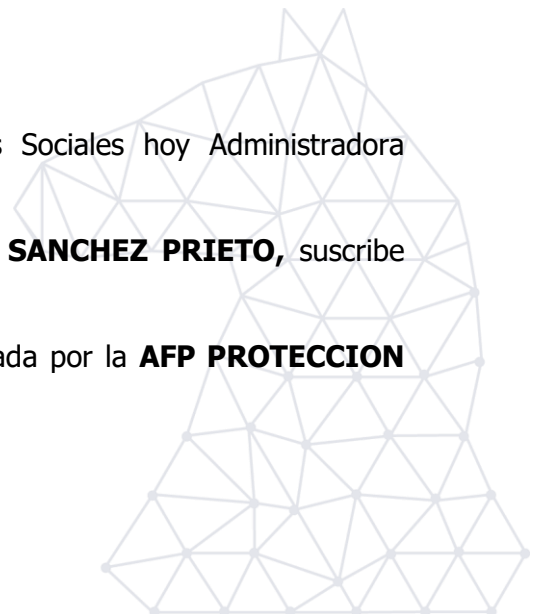 s Sociales hoy Administradora
SANCHEZ PRIETO, suscribe
ada por la AFP PROTECCION